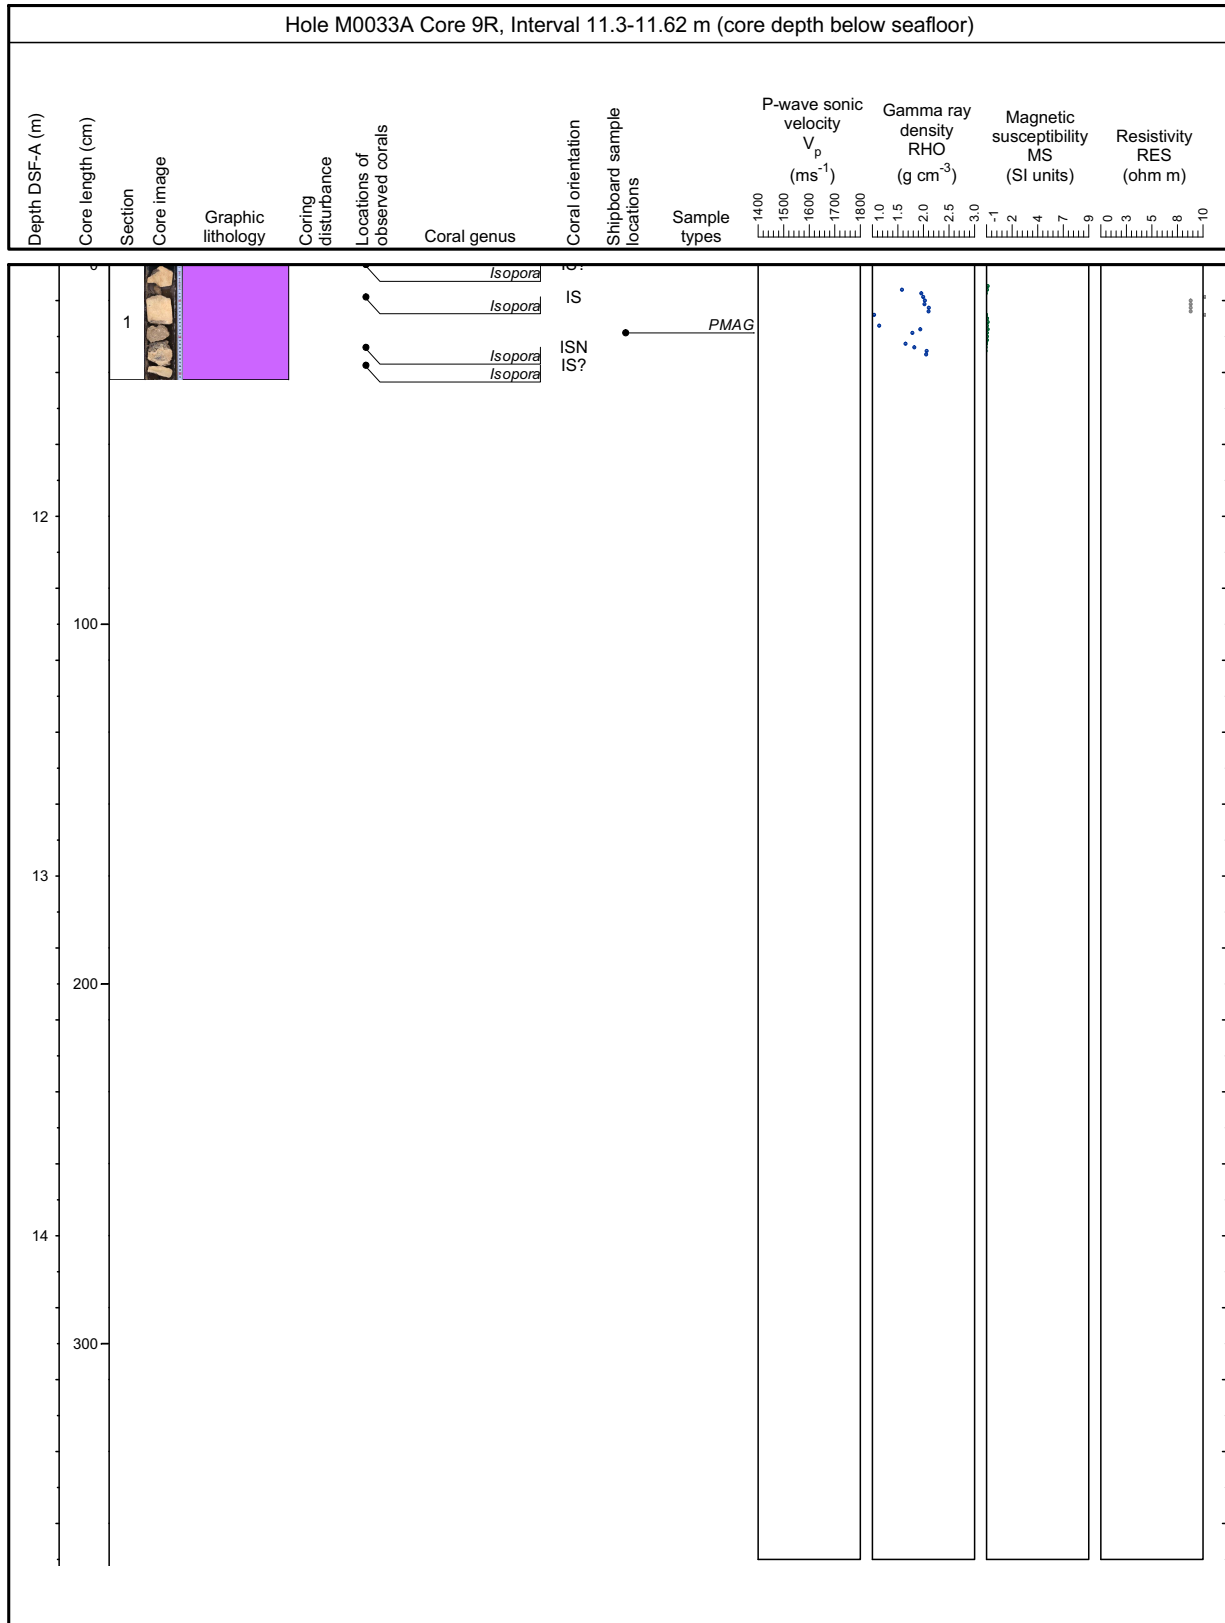 Hole M0033A Core 9R, Interval 11.3-11.62 m (core depth below seafloor)
Depth DSF-A (m)
Core length (cm)
Section
Core image
Graphic
lithology
Coring
disturbance
Locations of
observed corals
Coral genus
Coral orientation
Shipboard sample
locations
Sample
types
P-wave sonic
velocity
Vp
(ms-1)
1400 1500 1600 1700 1800
Gamma ray
density
RHO
(g cm-3)
1.0 1.5 2.0 2.5 3.0
Magnetic
susceptibility
MS
(SI units)
-1 2 4 7 9
Resistivity
RES
(ohm m)
0 3 5 8 10
0
Isopora IS?
Isopora IS
1
PMAG
Isopora ISN
Isopora IS?
12
100
13
200
14
300